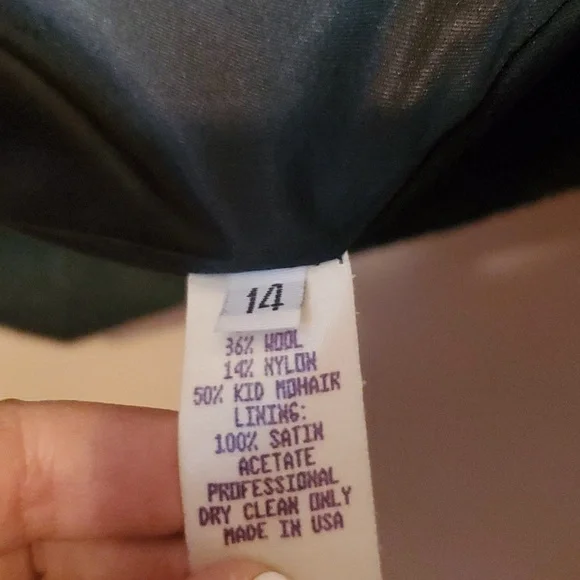 14
36% WOOL
14% NYLON
50% KID MOHAIR
LINING:
100% SATIN
ACETATE
PROFESSIONAL
DRY CLEAN ONLY
MADE IN USA